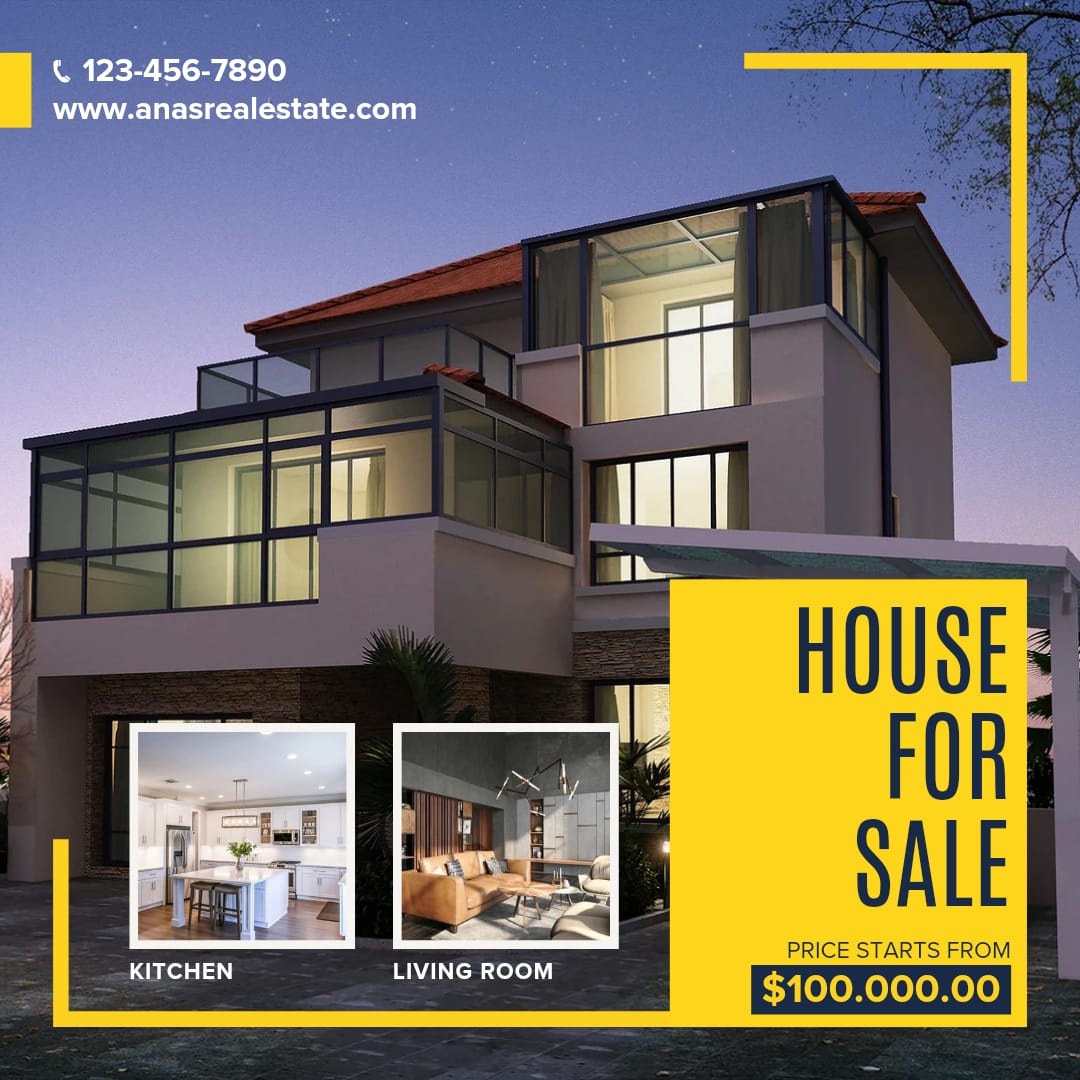 123-456-7890
www.anasrealestate.com
HOUSE
FOR
SALE
PRICE STARTS FROM
$100.000.00
KITCHEN
LIVING ROOM